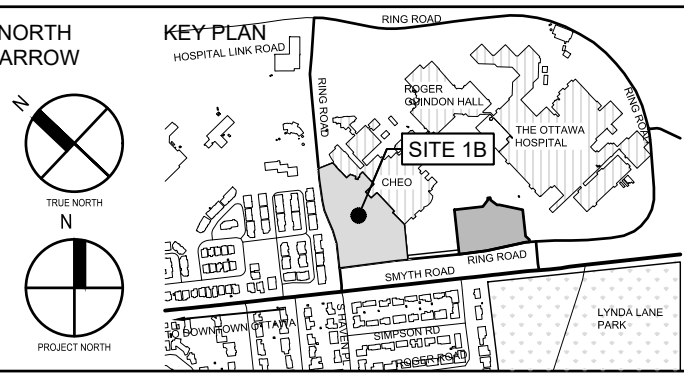 NORTH
ARROW
KEY PLAN
RING ROAD
HOSPITAL LINK ROAD
N
TRUE NORTH
N
PROJECT NORTH
RING ROAD
ROGER
GUINDON HALL
RING ROAD
THE OTTAWA
HOSPITAL
SITE 1B
CHEO
RING ROAD
SMYTH ROAD
TO DOWNTOWN OTTAWA
SIMPSON RD
ROGER ROAD
LYNDA LANE
PARK